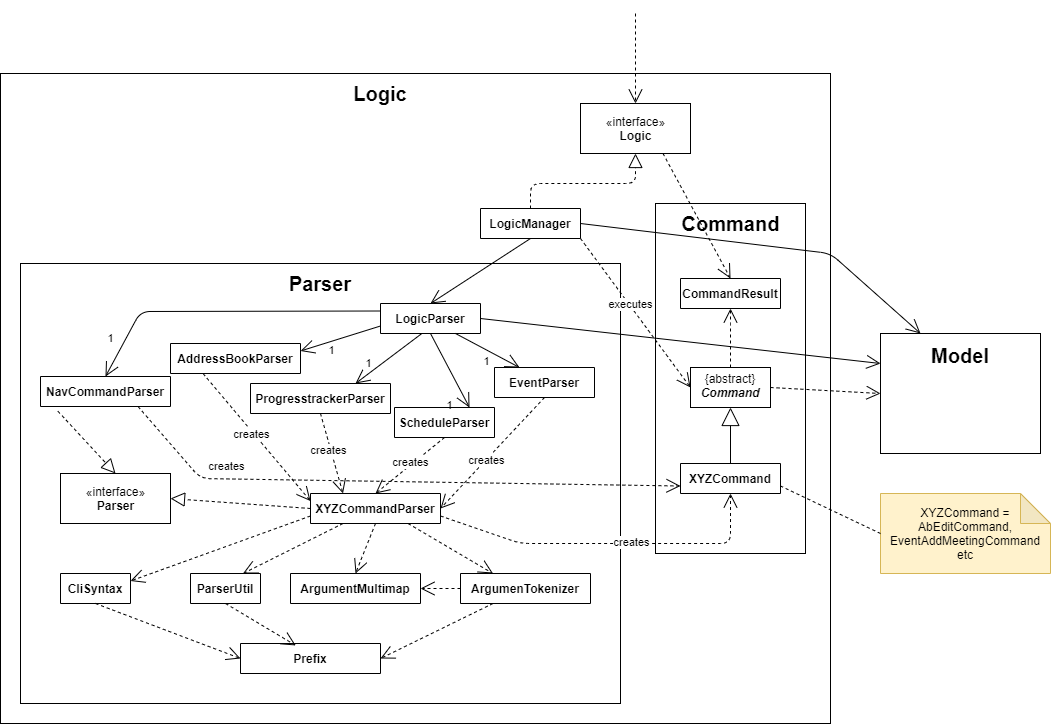 Logic
«interface»
Logic
LogicManager
Command
CommandResult
executes
Parser
LogicParser
1
AddressBookParser
1
1
1
NavCommandParser
ProgresstrackerParser
EventParser
1
ScheduleParser
{abstract}
Command
Model
creates
creates
creates
creates
creates
«interface»
Parser
XYZCommandParser
XYZCommand
XYZCommand =
AbEditCommand,
EventAddMeetingCommand
etc
creates
CliSyntax
ParserUtil
ArgumentMultimap
ArgumenTokenizer
Prefix